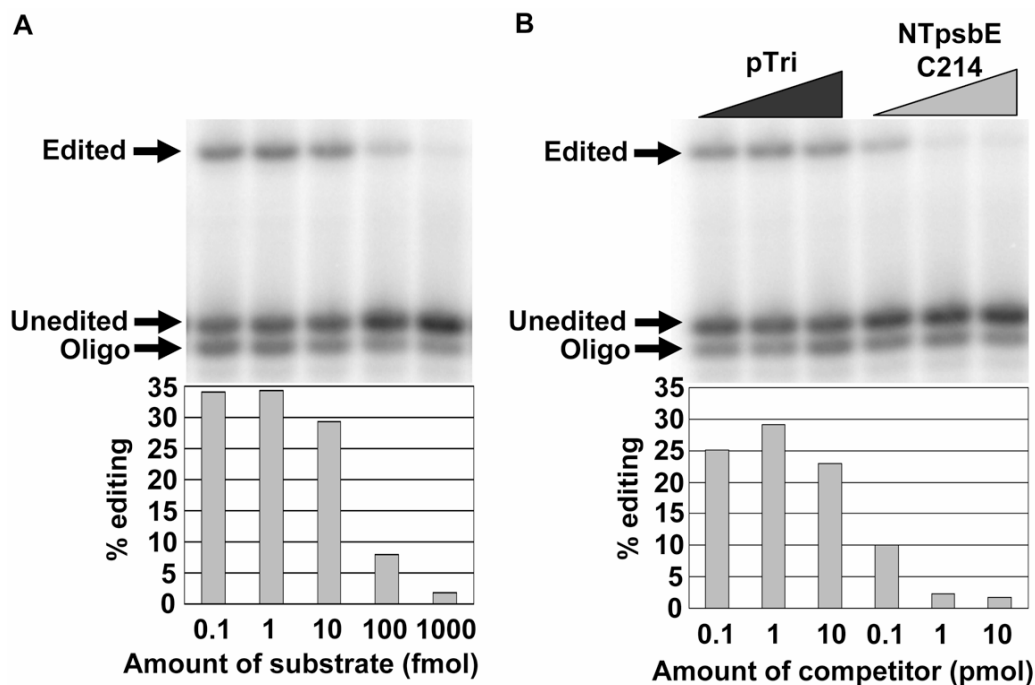 A
Edited
Unedited
Oligo
35
30
25
20
15
10
5
0
% editing
0.1 1 10 100 1000
Amount of substrate (fmol)
B
pTri
NTpsbE
C214
Edited
Unedited
Oligo
35
30
25
20
15
10
5
0
% editing
0.1 1 10 0.1 1 10
Amount of competitor (pmol)